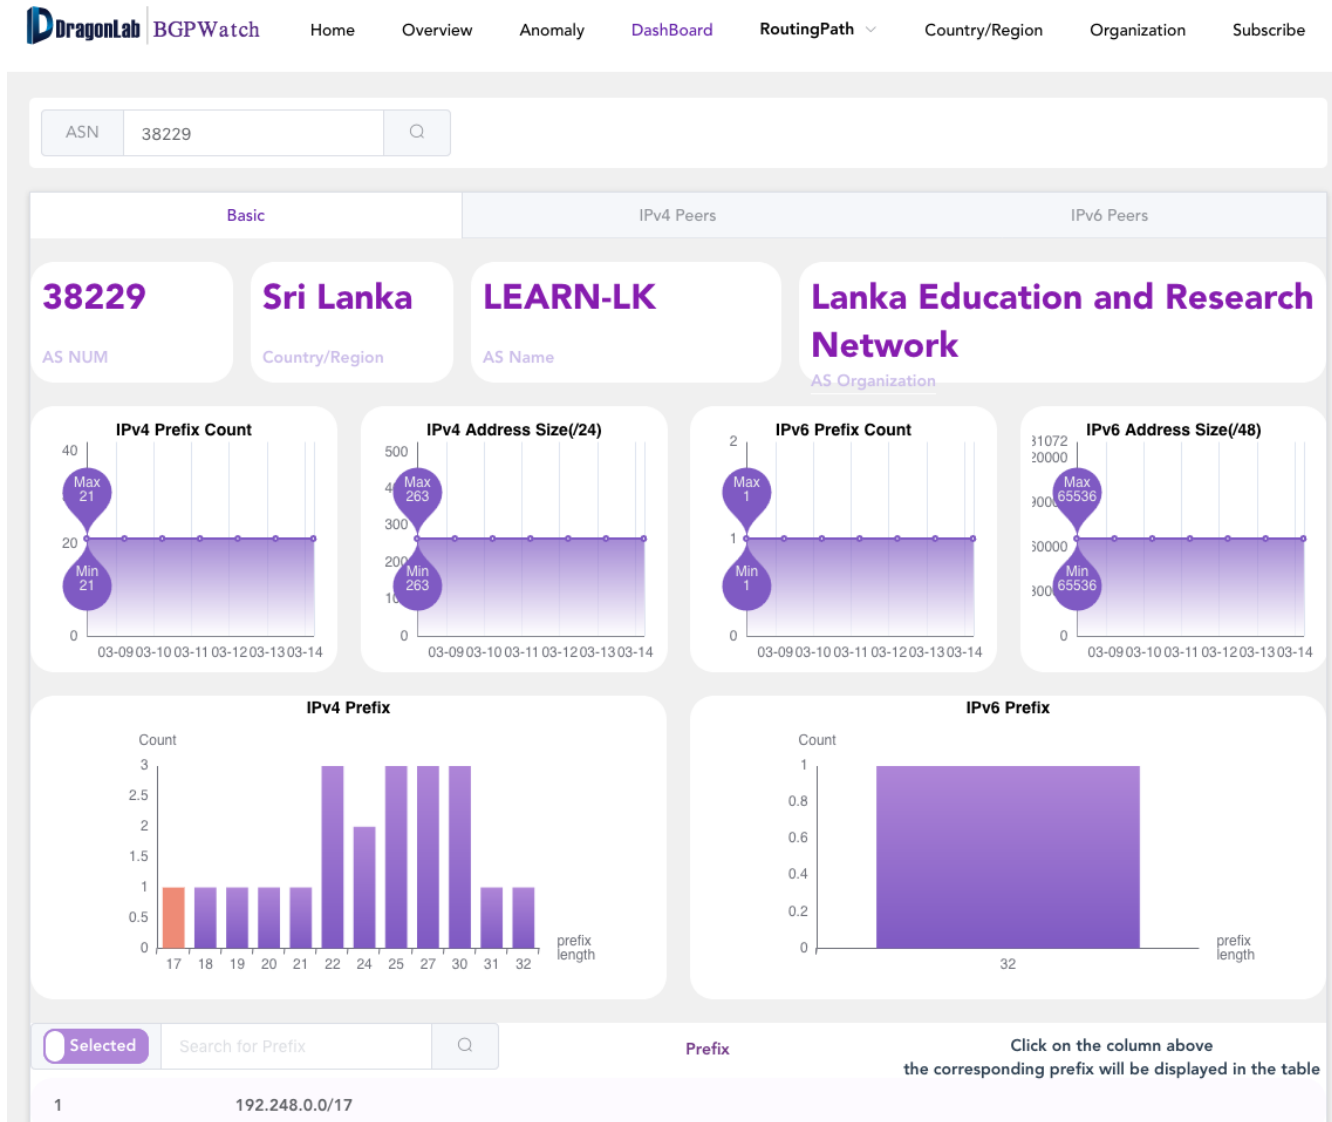 DragonLab BGPWatch Home Overview Anomaly DashBoard RoutingPath Country/Region Organization Subscribe
ASN 38229
Basic IPv4 Peers IPv6 Peers
38229
AS NUM
Sri Lanka
Country/Region
LEARN-LK
AS Name
Lanka Education and Research
Network
AS Organization
IPv4 Prefix Count
40
Max
21
20
Min
21
0
03-09 03-10 03-11 03-12 03-13 03-14
IPv4 Address Size(/24)
500
Max
263
300
200
Min
263
0
03-09 03-10 03-11 03-12 03-13 03-14
IPv6 Prefix Count
2
Max
1
1
Min
1
0
03-09 03-10 03-11 03-12 03-13 03-14
IPv6 Address Size(/48)
31072
20000
Max
65536
60000
Min
65536
0
03-09 03-10 03-11 03-12 03-13 03-14
IPv4 Prefix
Count
3
2.5
2
1.5
1
0.5
0
17 18 19 20 21 22 24 25 27 30 31 32
prefix
length
IPv6 Prefix
Count
1
0.8
0.6
0.4
0.2
0
32
prefix
length
Selected Search for Prefix
Prefix
Click on the column above
the corresponding prefix will be displayed in the table
1 192.248.0.0/17